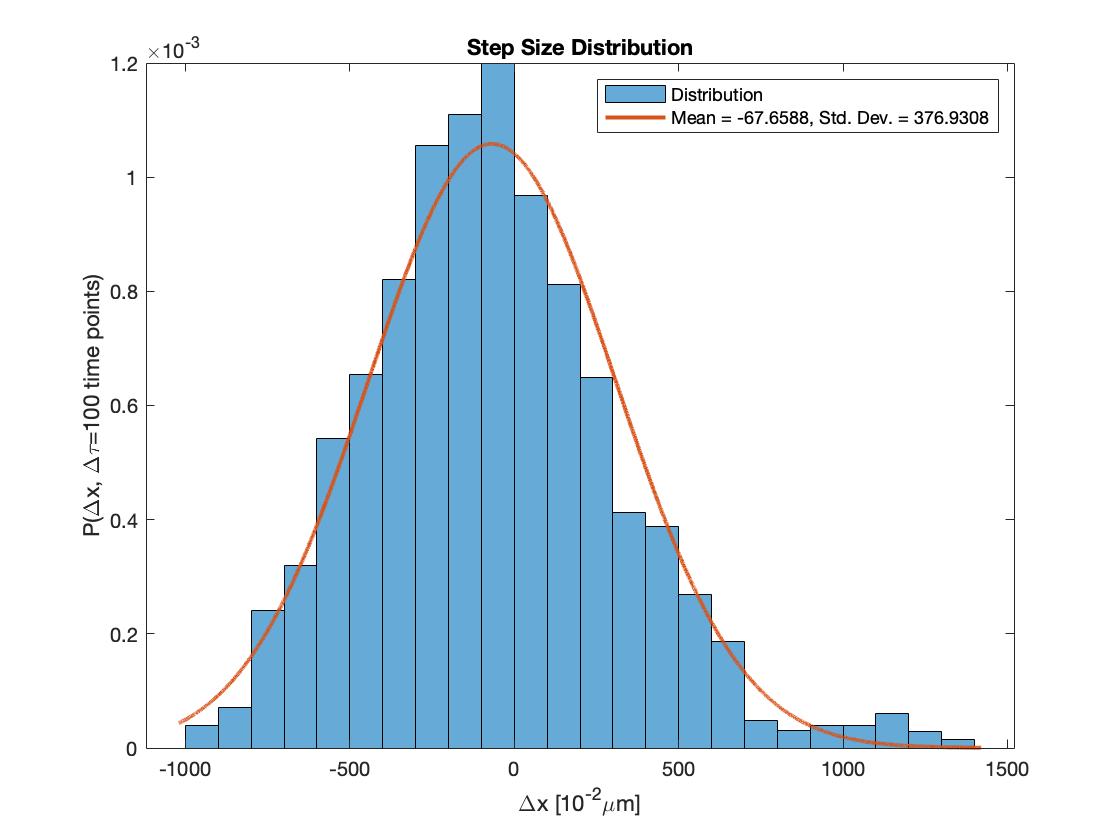 Step Size Distribution
×10⁻³
Distribution
Mean = -67.6588, Std. Dev. = 376.9308
1.2
1
0.8
0.6
0.4
0.2
0
P(Δx, Δτ=100 time points)
-1000 -500 0 500 1000 1500
Δx [10⁻²μm]